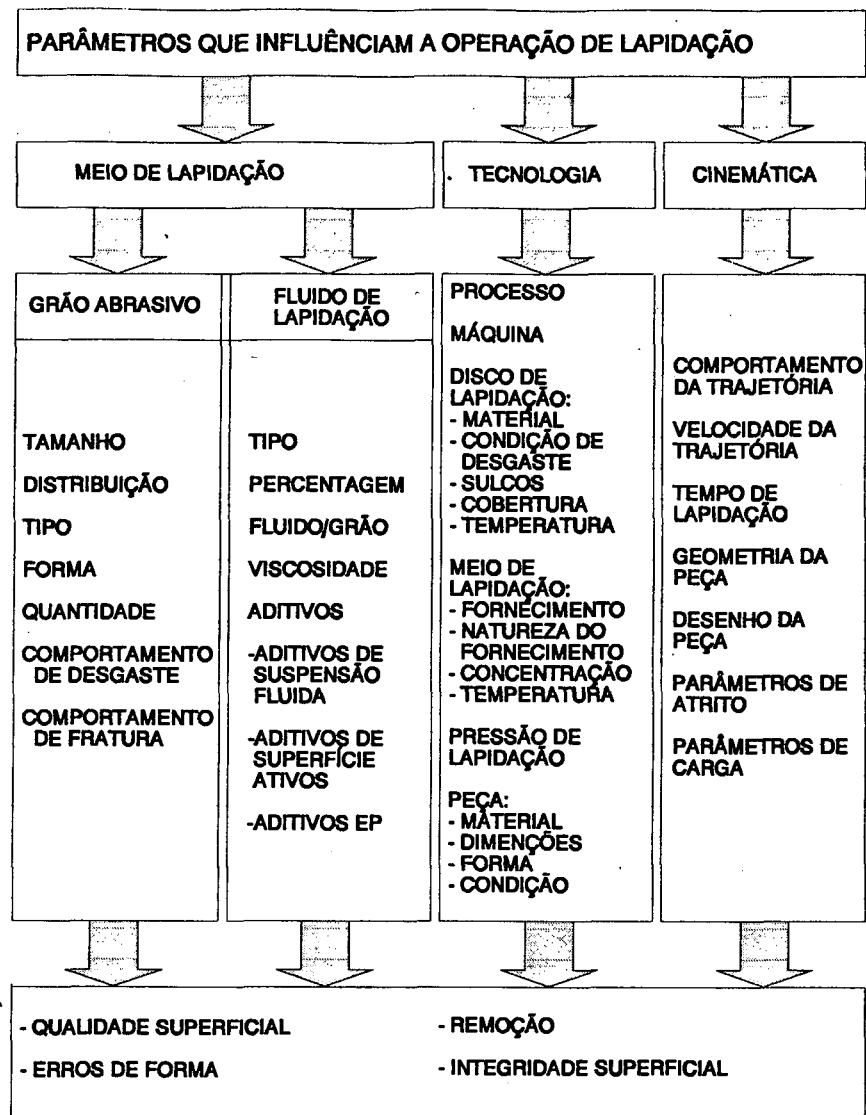 PARÂMETROS QUE INFLUÊNCIAM A OPERAÇÃO DE LAPIDAÇÃO
MEIO DE LAPIDAÇÃO
TECNOLOGIA
CINEMÁTICA
GRÃO ABRASIVO
TAMANHO
DISTRIBUIÇÃO
TIPO
FORMA
QUANTIDADE
COMPORTAMENTO
DE DESGASTE
COMPORTAMENTO
DE FRATURA
FLUIDO DE
LAPIDAÇÃO
TIPO
PERCENTAGEM
FLUIDO/GRÃO
VISCOSIDADE
ADITIVOS
-ADITIVOS DE
SUSPENSÃO
FLUIDA
-ADITIVOS DE
SUPERFÍCIE
ATIVOS
-ADITIVOS EP
PROCESSO
MÁQUINA
DISCO DE
LAPIDAÇÃO:
- MATERIAL
- CONDIÇÃO DE
DESGASTE
- SULCOS
- COBERTURA
- TEMPERATURA
MEIO DE
LAPIDAÇÃO:
- FORNECIMENTO
- NATUREZA DO
FORNECIMENTO
- CONCENTRAÇÃO
- TEMPERATURA
PRESSÃO DE
LAPIDAÇÃO
PEÇA:
- MATERIAL
- DIMENÇÕES
- FORMA
- CONDIÇÃO
COMPORTAMENTO
DA TRAJETÓRIA
VELOCIDADE DA
TRAJETÓRIA
TEMPO DE
LAPIDAÇÃO
GEOMETRIA DA
PEÇA
DESENHO DA
PEÇA
PARÂMETROS DE
ATRITO
PARÂMETROS DE
CARGA
- QUALIDADE SUPERFICIAL
- ERROS DE FORMA
- REMOÇÃO
- INTEGRIDADE SUPERFICIAL